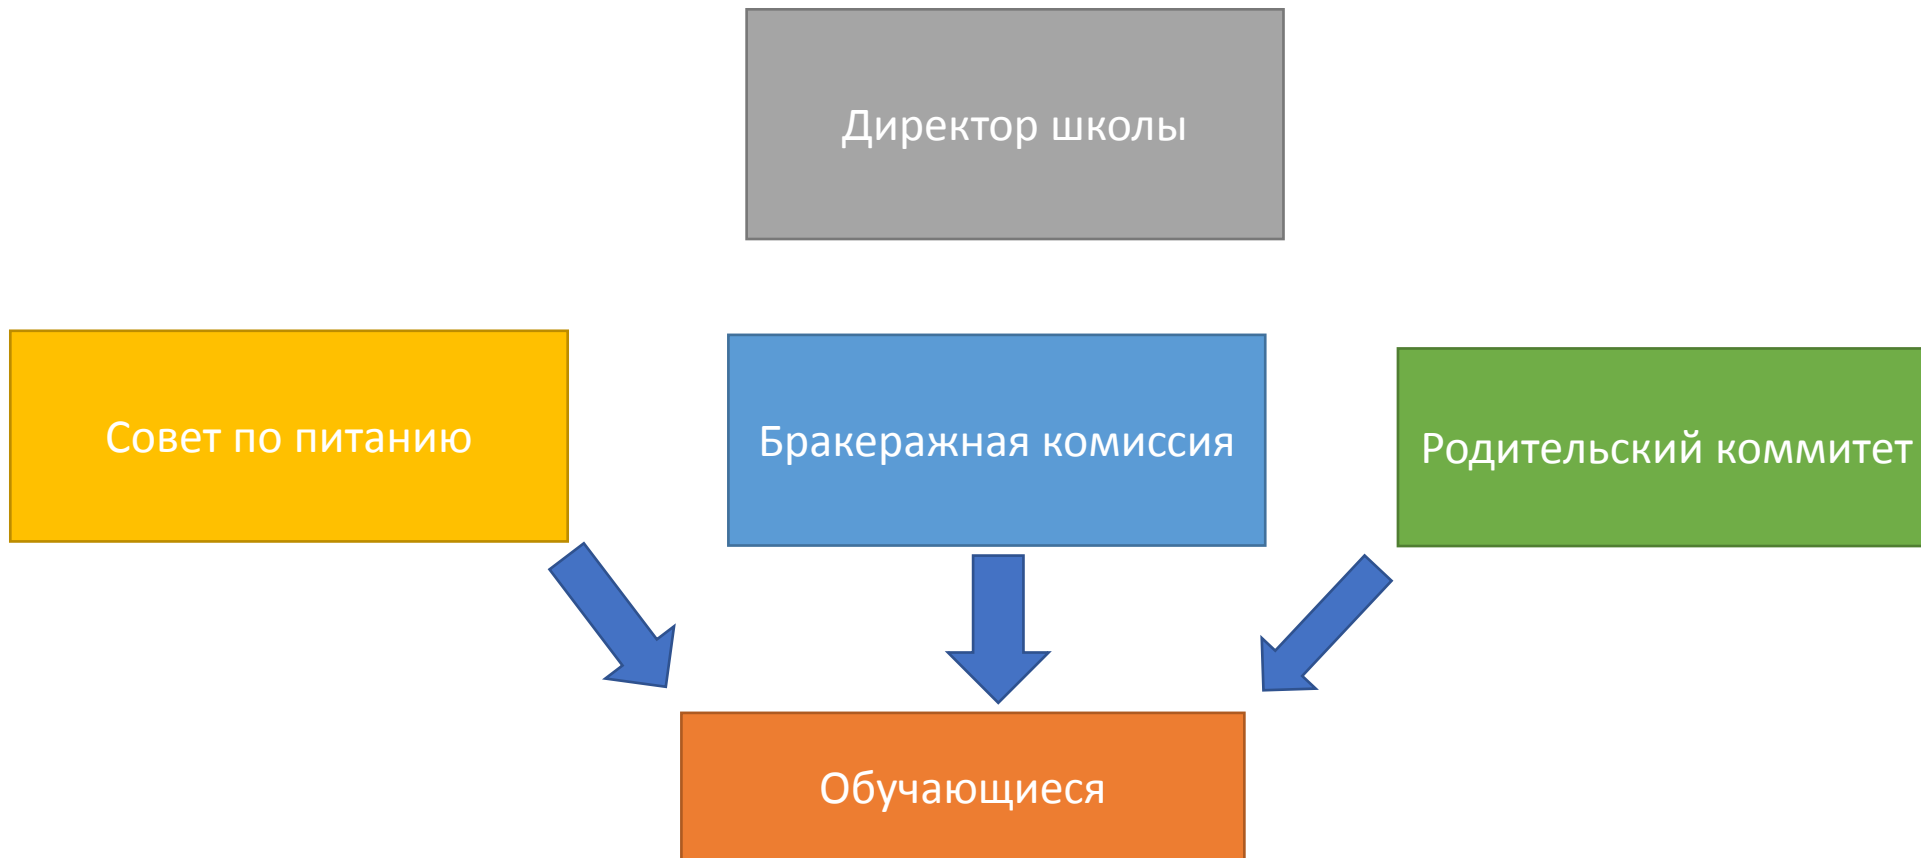 Директор школы
Совет по питанию
Бракеражная комиссия
Родительский коммитет
Обучающиеся